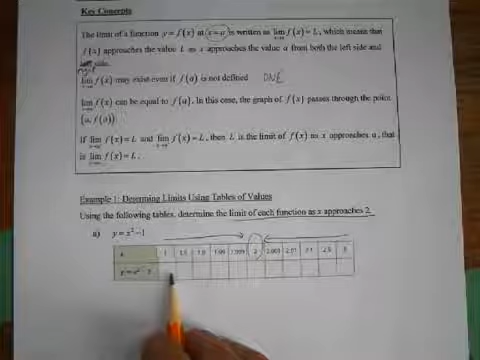 Key Concepts
The limit of a function y = f(x) at x = a is written as lim f(x) = L, which means that
f(x) approaches the value L as x approaches the value a from both the left side and
right
side.
lim f(x) may exist even if f(a) is not defined DNE
lim f(x) can be equal to f(a). In this case, the graph of f(x) passes through the point
(a, f(a))
If lim f(x) = L and lim f(x) = L, then L is the limit of f(x) as x approaches a, that
is lim f(x) = L.
Example 1: Determing Limits Using Tables of Values
Using the following tables, determine the limit of each function as x approaches 2.
a) y = x² - 1
x 1 1.5 1.9 1.99 1.999 2 2.001 2.01 2.1 2.5 3
y = x² - 1